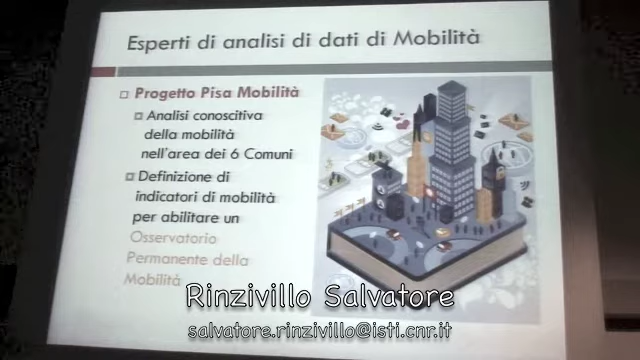 Esperti di analisi di dati di Mobilità
Progetto Pisa Mobilità
Analisi conoscitiva
della mobilità
nell'area dei 6 Comuni
Definizione di
indicatori di mobilità
per abilitare un
Osservatorio
Permanente della
Mobilità
Rinzivillo Salvatore
salvatore.rinzivillo@isti.cnr.it